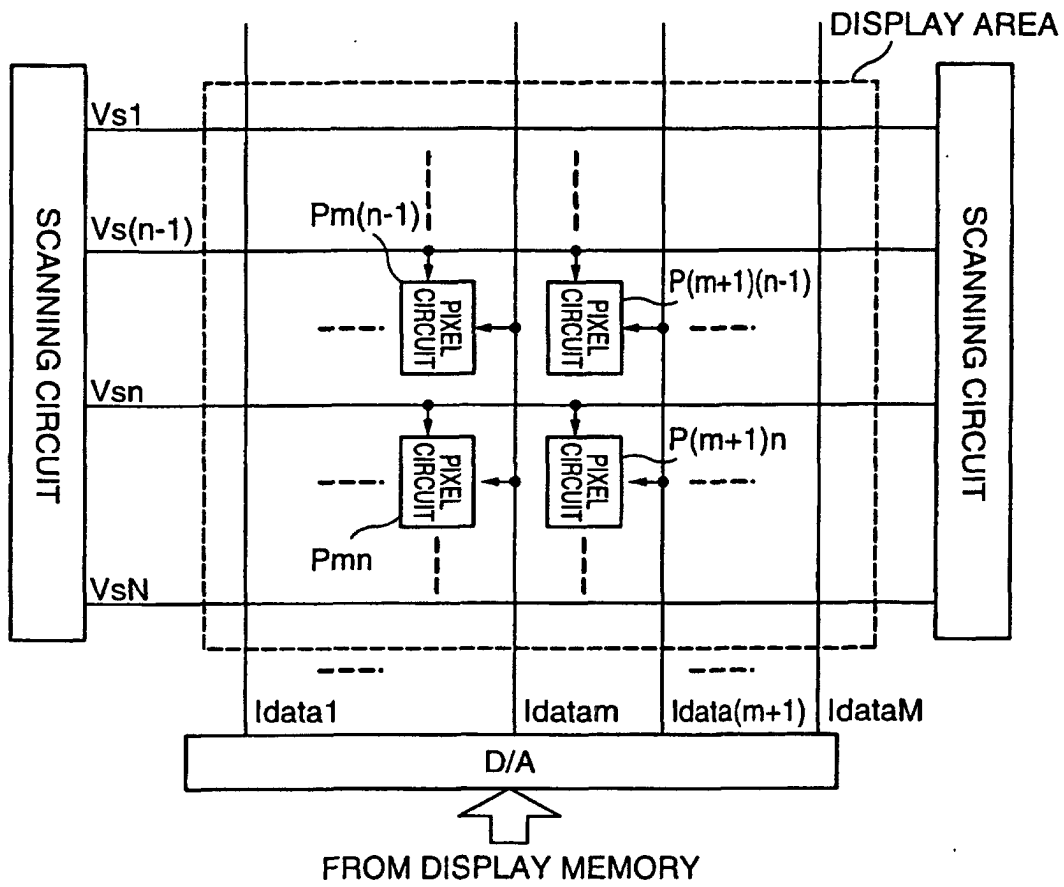 DISPLAY AREA
Vs1
SCANNING CIRCUIT
SCANNING CIRCUIT
Pm(n-1)
Vs(n-1)
P(m+1)(n-1)
PIXEL
CIRCUIT
PIXEL
CIRCUIT
Vsn
P(m+1)n
PIXEL
CIRCUIT
PIXEL
CIRCUIT
Pmn
VsN
Idata1
Idatam
Idata(m+1)
IdataM
D/A
FROM DISPLAY MEMORY